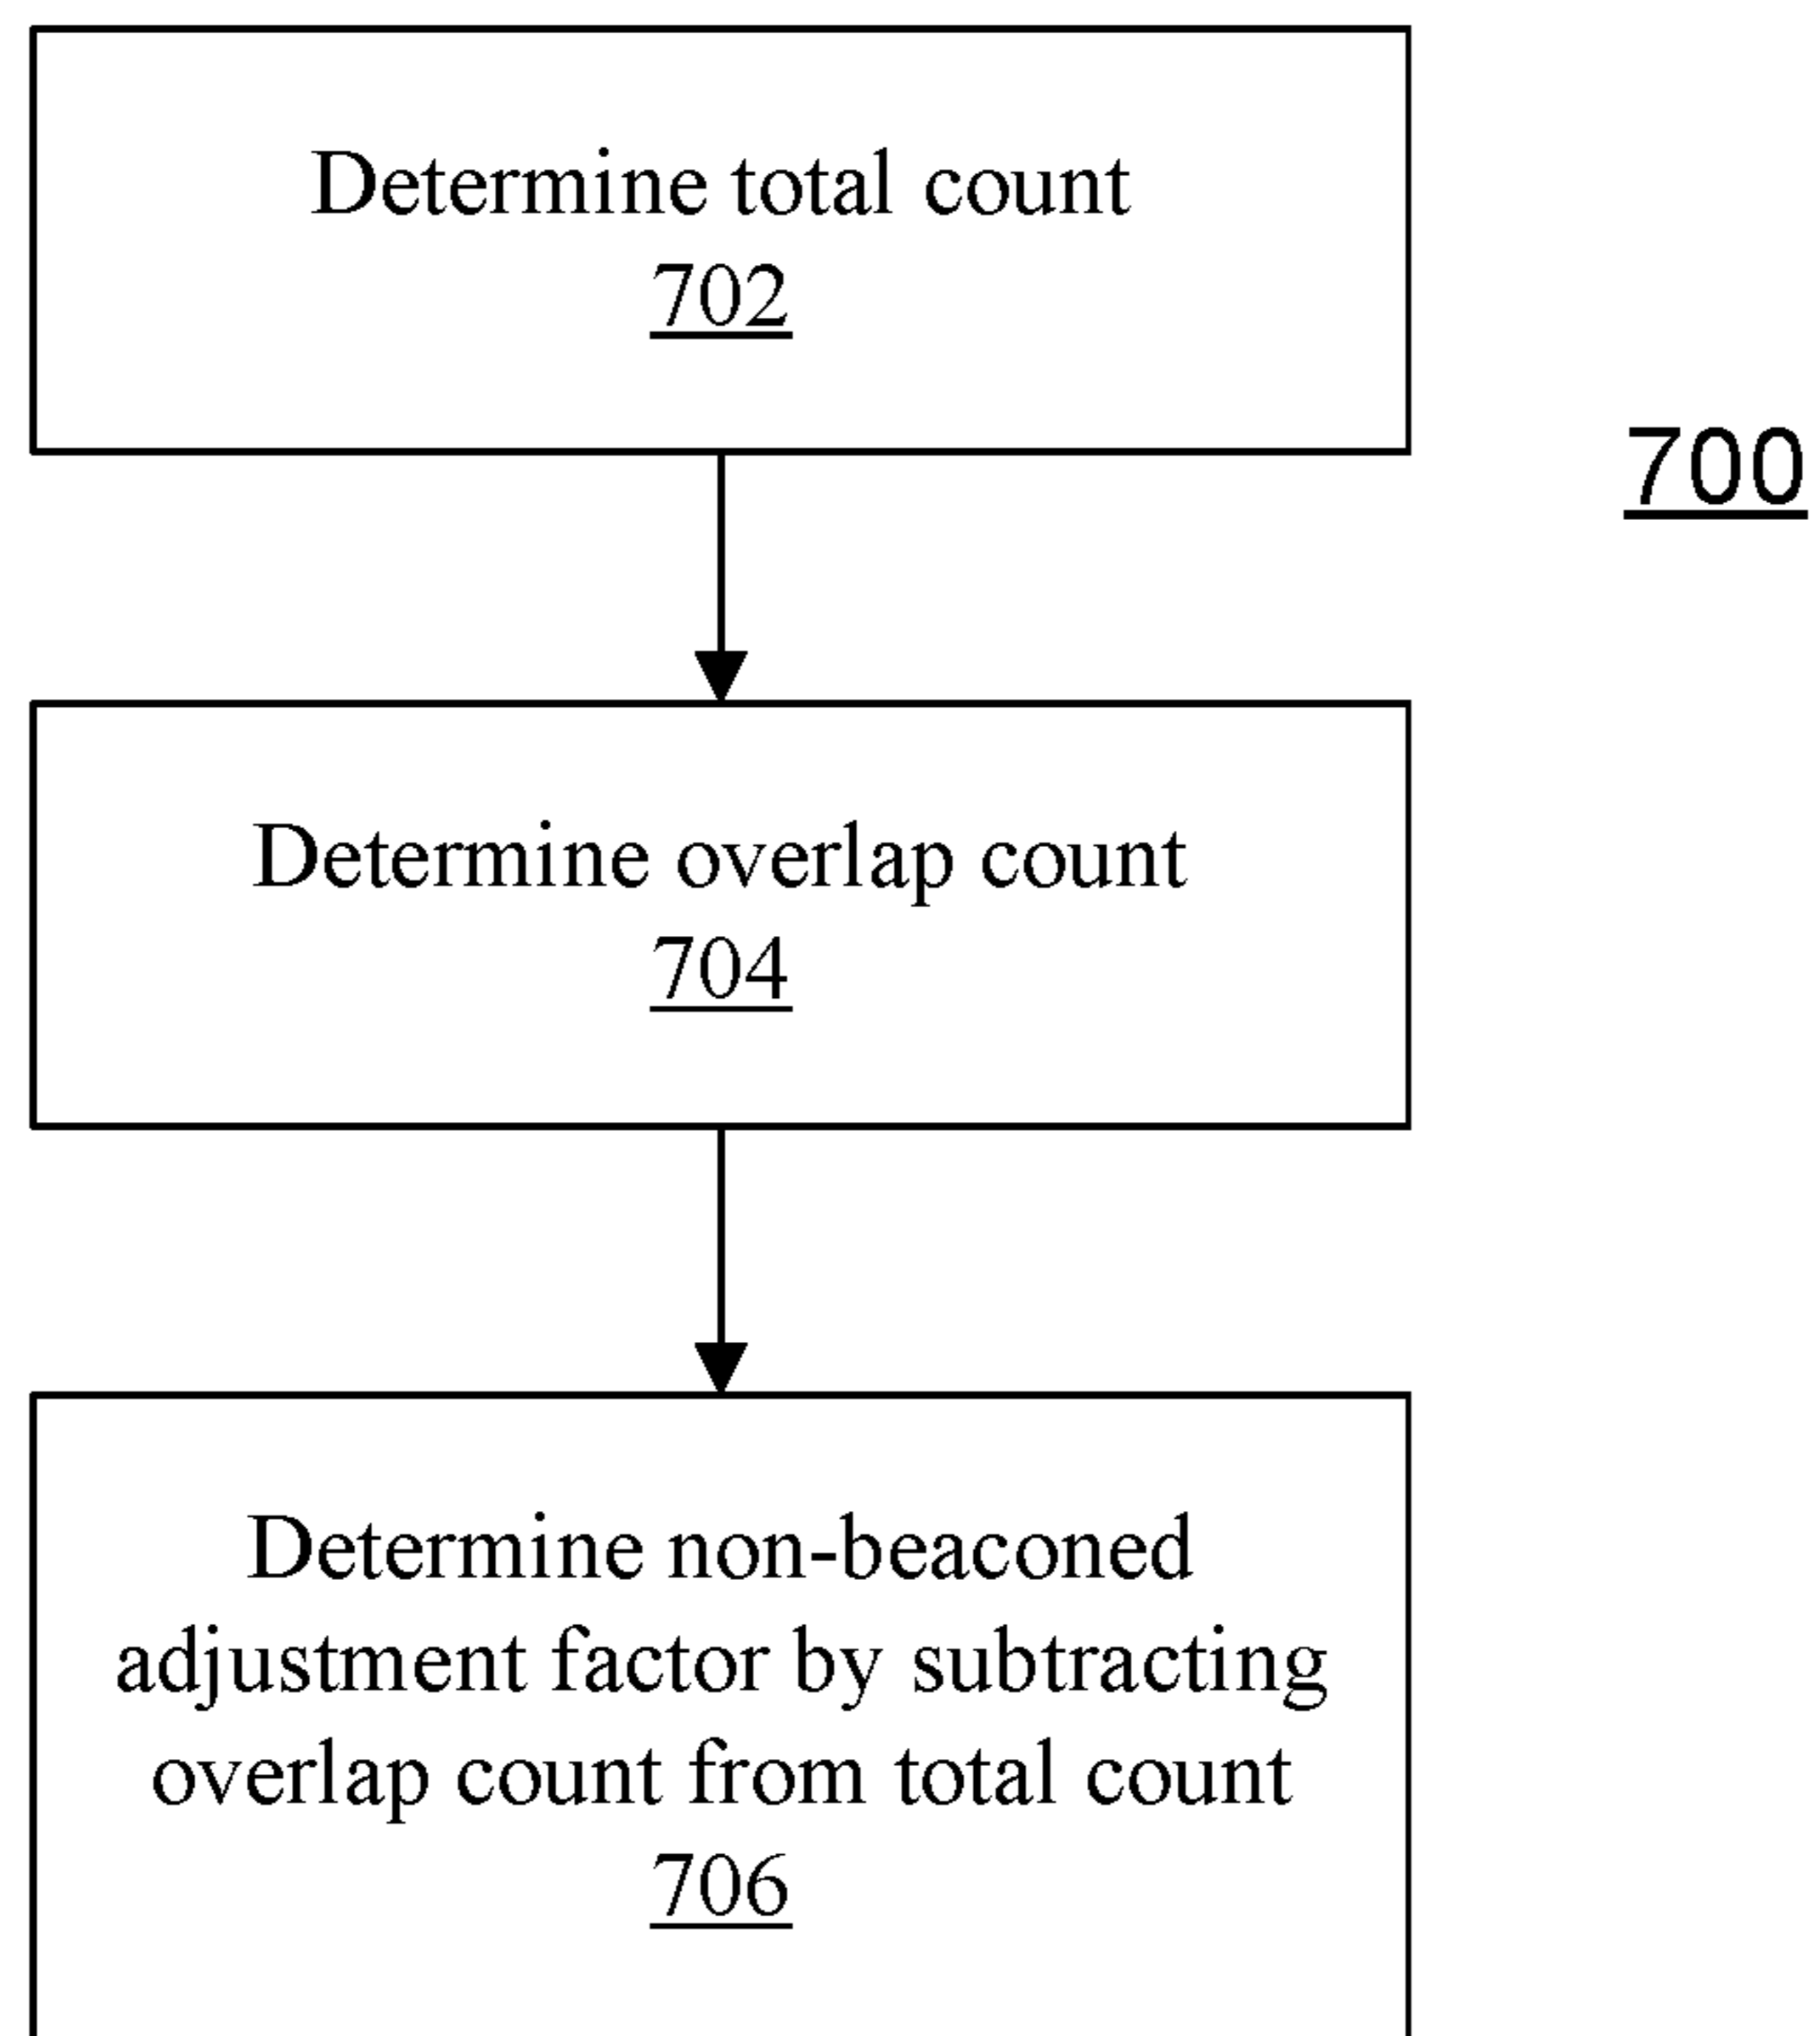 Determine total count
702
700
Determine overlap count
704
Determine non-beaconed
adjustment factor by subtracting
overlap count from total count
706